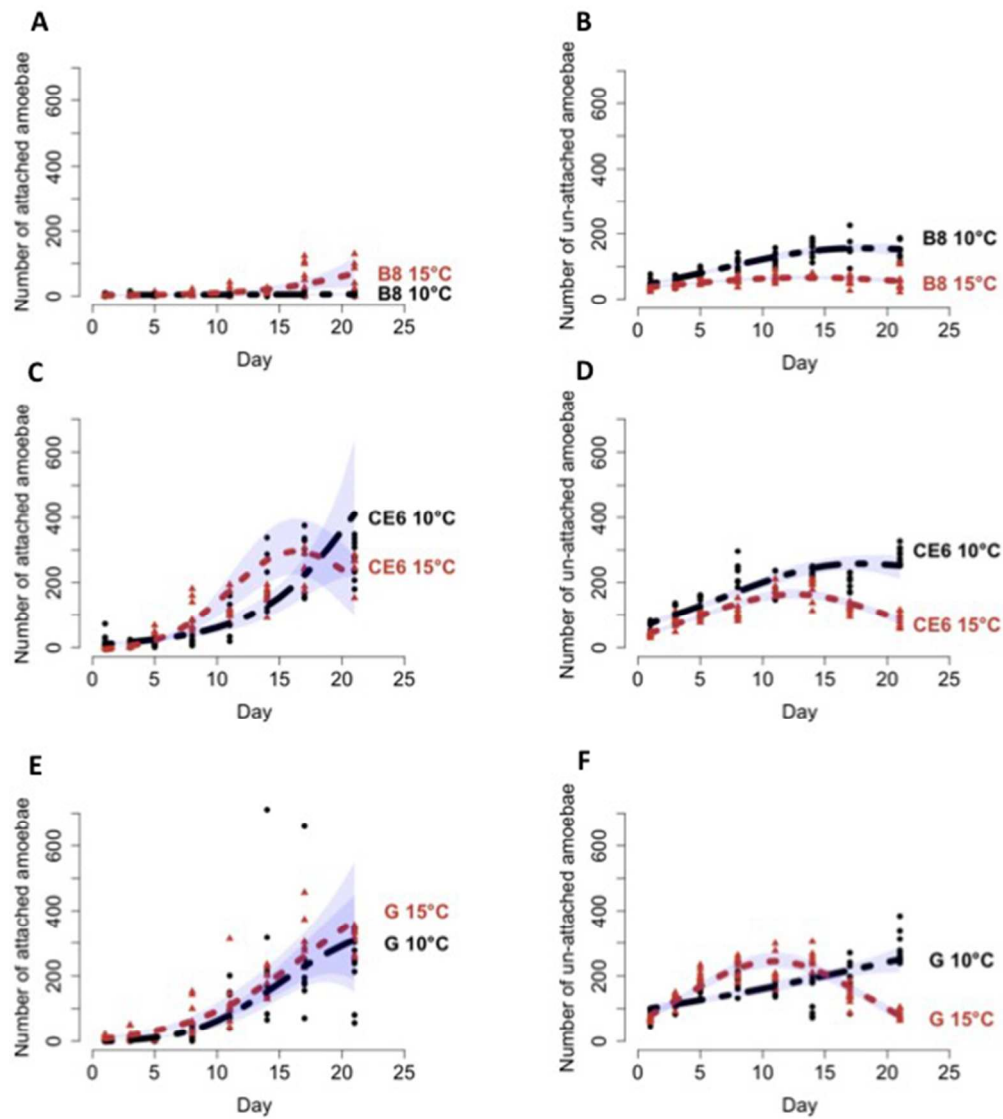 A
Number of attached amoebae
600
400
200
0
B8 15°C
B8 10°C
0 5 10 15 20 25
Day
B
Number of un-attached amoebae
600
400
200
0
B8 10°C
B8 15°C
0 5 10 15 20 25
Day
C
Number of attached amoebae
600
400
200
0
CE6 10°C
CE6 15°C
0 5 10 15 20 25
Day
D
Number of un-attached amoebae
600
400
200
0
CE6 10°C
CE6 15°C
0 5 10 15 20 25
Day
E
Number of attached amoebae
600
400
200
0
G 15°C
G 10°C
0 5 10 15 20 25
Day
F
Number of un-attached amoebae
600
400
200
0
G 10°C
G 15°C
0 5 10 15 20 25
Day